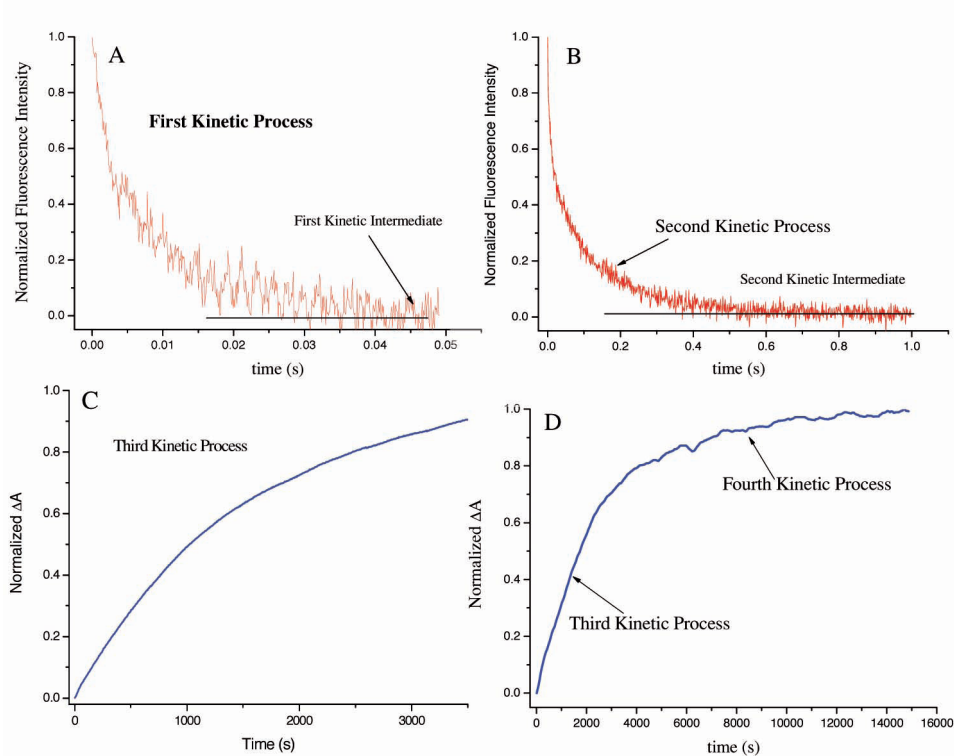 A
First Kinetic Process
First Kinetic Intermediate
Normalized Fluorescence Intensity
1.0
0.8
0.6
0.4
0.2
0.0
0.00 0.01 0.02 0.03 0.04 0.05
time (s)
B
Second Kinetic Process
Second Kinetic Intermediate
Normalized Fluorescence Intensity
1.0
0.8
0.6
0.4
0.2
0.0
0.0 0.2 0.4 0.6 0.8 1.0
time (s)
C
Third Kinetic Process
Normalized ΔA
1.0
0.8
0.6
0.4
0.2
0.0
0 1000 2000 3000
Time (s)
D
Fourth Kinetic Process
Third Kinetic Process
Normalized ΔA
1.0
0.8
0.6
0.4
0.2
0.0
0 2000 4000 6000 8000 10000 12000 14000 16000
time (s)